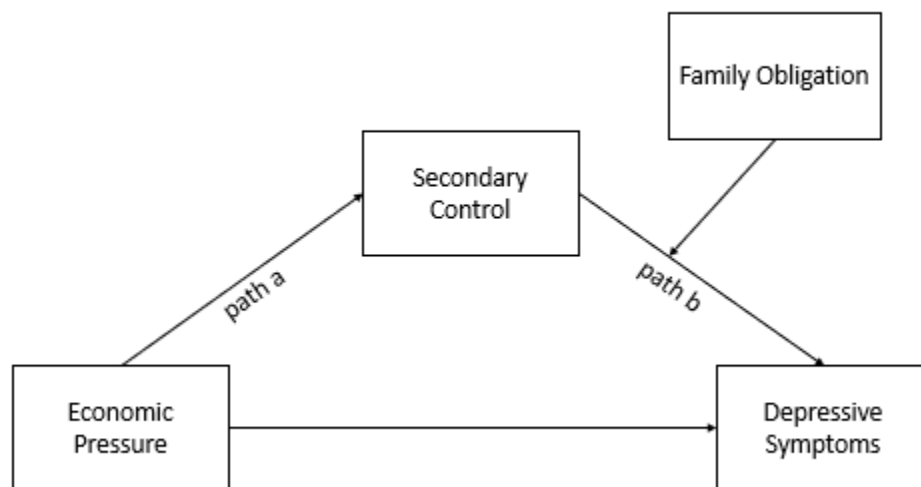 Family Obligation
Secondary
Control
path a
path b
Economic
Pressure
Depressive
Symptoms